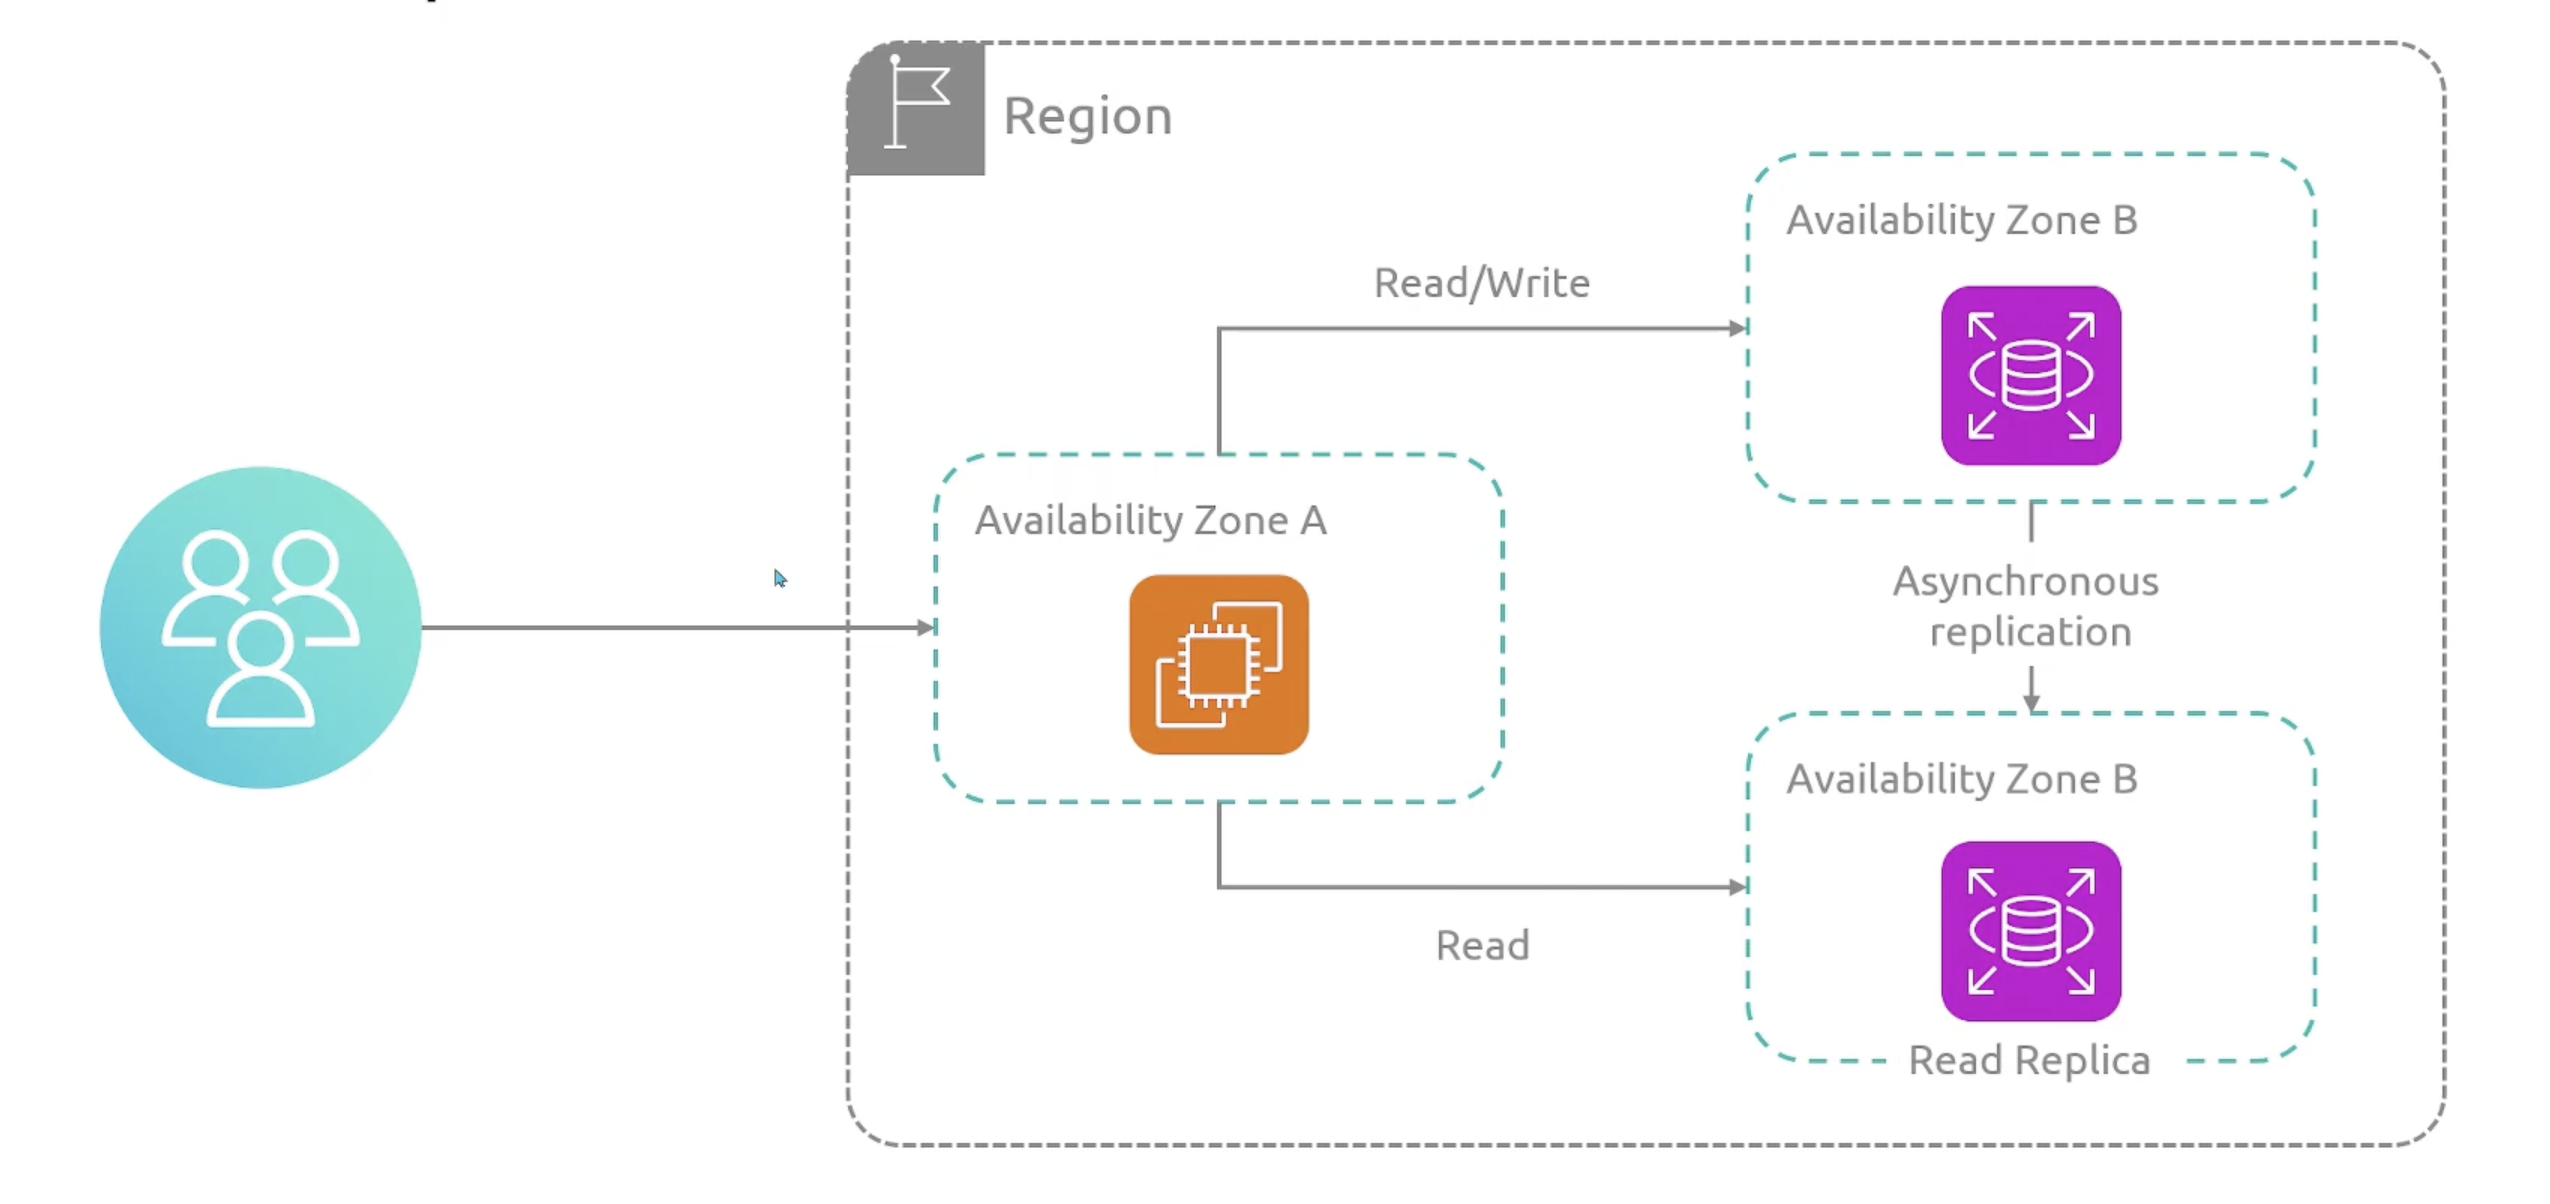 Region
Availability Zone B
Read/Write
Availability Zone A
Asynchronous
replication
Availability Zone B
Read
Read Replica